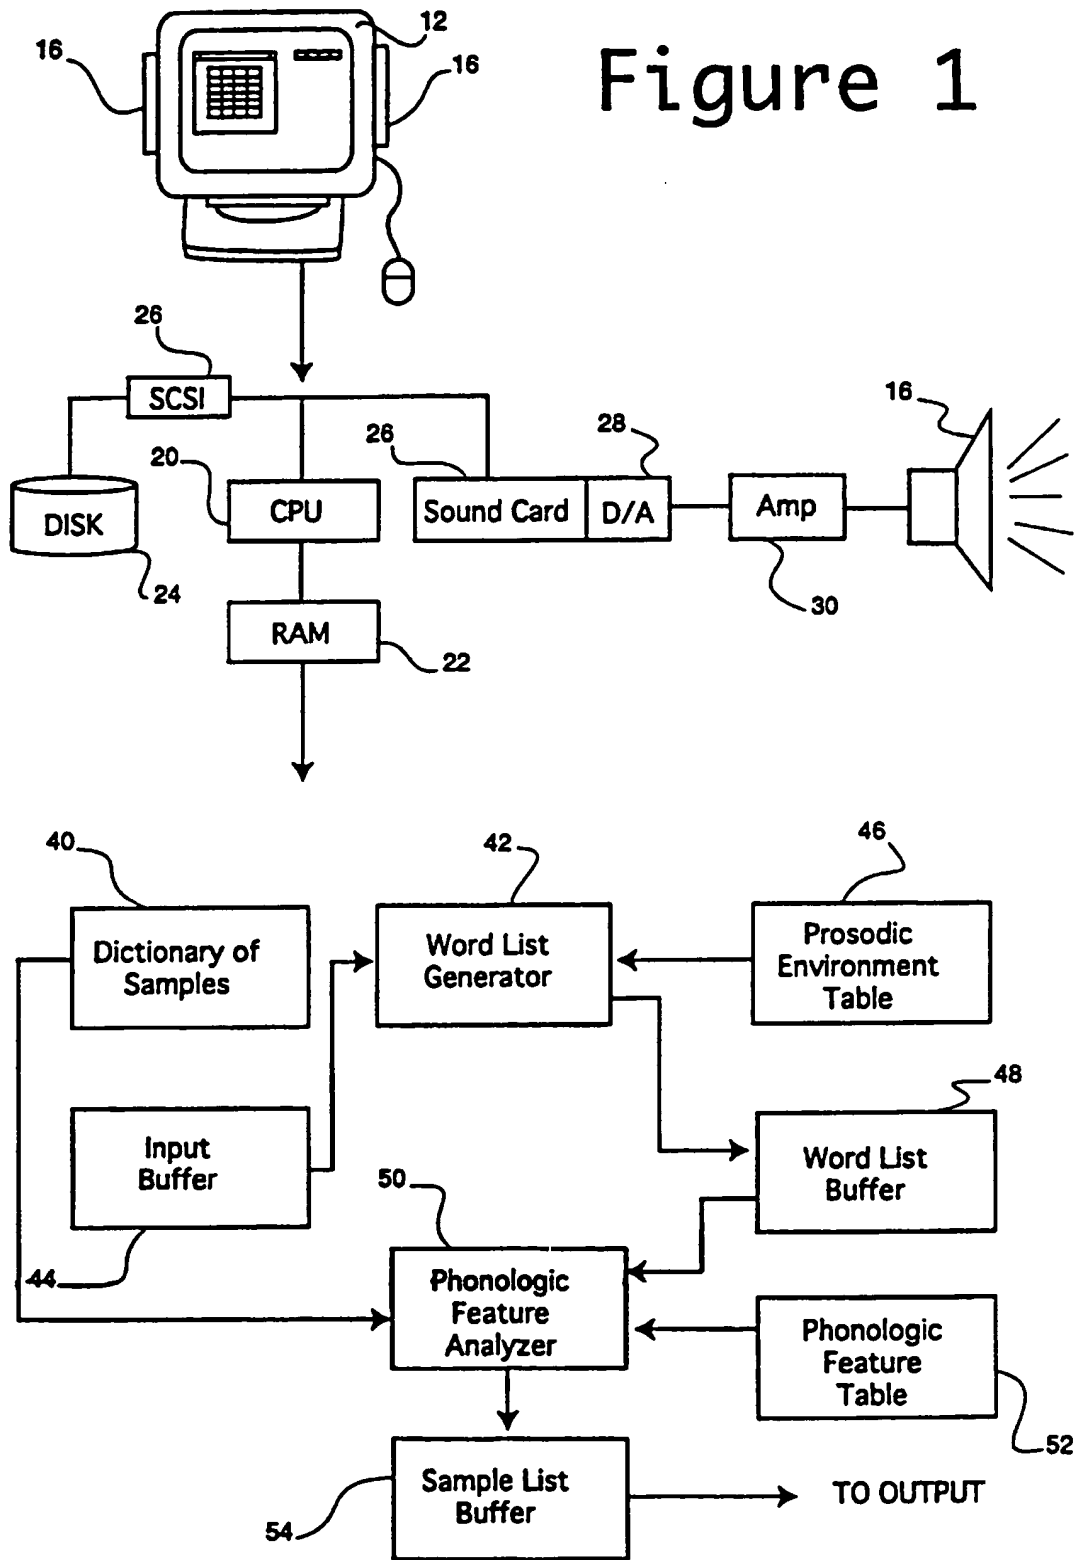 Figure 1
12
16
16
26
SCSI
DISK
24
20
CPU
RAM
22
26
Sound Card
28
D/A
Amp
30
16
40
Dictionary of
Samples
42
Word List
Generator
46
Prosodic
Environment
Table
Input
Buffer
44
48
Word List
Buffer
50
Phonologic
Feature
Analyzer
Phonologic
Feature
Table
52
Sample List
Buffer
54
TO OUTPUT